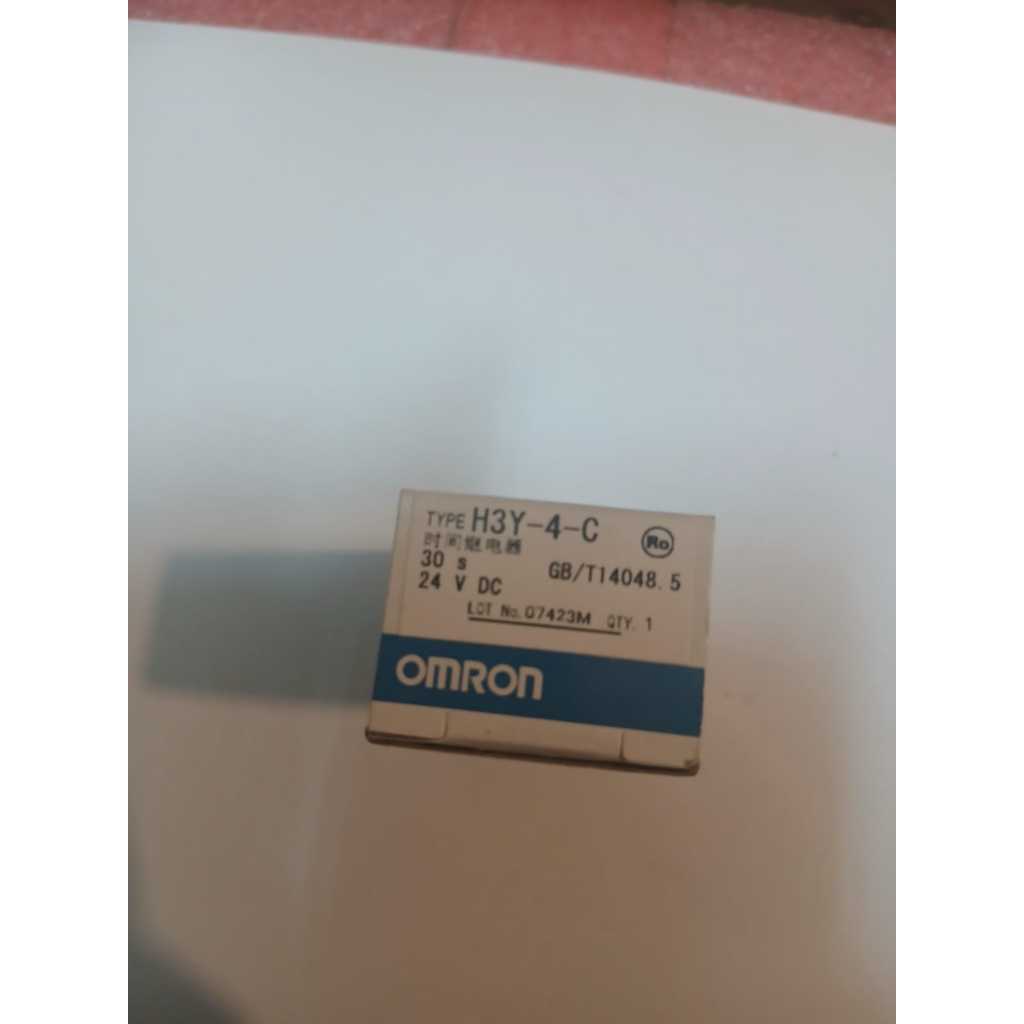 TYPE H3Y-4-C
Ro
时间继电器
30 s
GB/T14048.5
24 V DC
LOT No. 07423M QTY. 1
OMRON